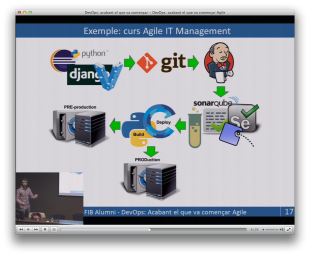 DevOps: Acabant el que va començar - DevOps: Acabant el que va començar Agile
Exemple: curs Agile IT Management
python
django
git
sonarqube
Se
PRE-production
Deploy
Build
PRODuction
FIB Alumni - DevOps: Acabant el que va començar Agile 17